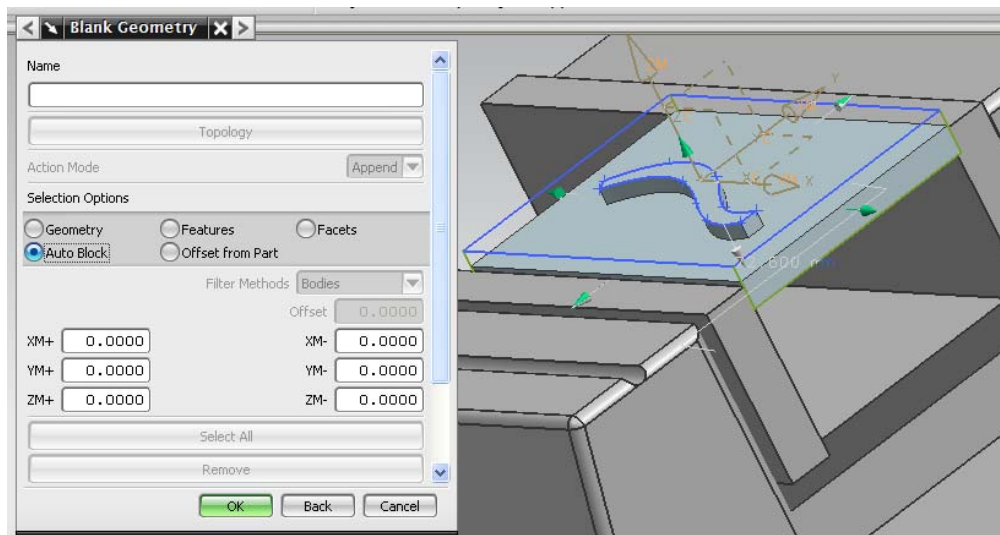 Blank Geometry
Name
Topology
Action Mode Append
Selection Options
Geometry Features Facets
Auto Block Offset from Part
Filter Methods Bodies
Offset 0.0000
XM+ 0.0000 XM- 0.0000
YM+ 0.0000 YM- 0.0000
ZM+ 0.0000 ZM- 0.0000
Select All
Remove
OK Back Cancel
Y
X